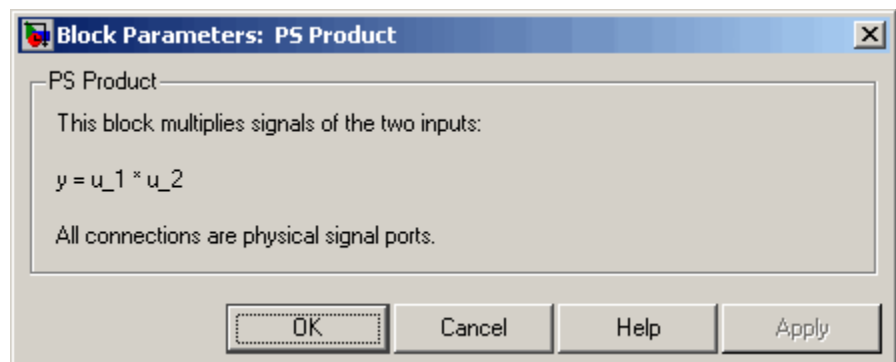 Block Parameters: PS Product
PS Product
This block multiplies signals of the two inputs:
y = u_1 * u_2
All connections are physical signal ports.
OK Cancel Help Apply